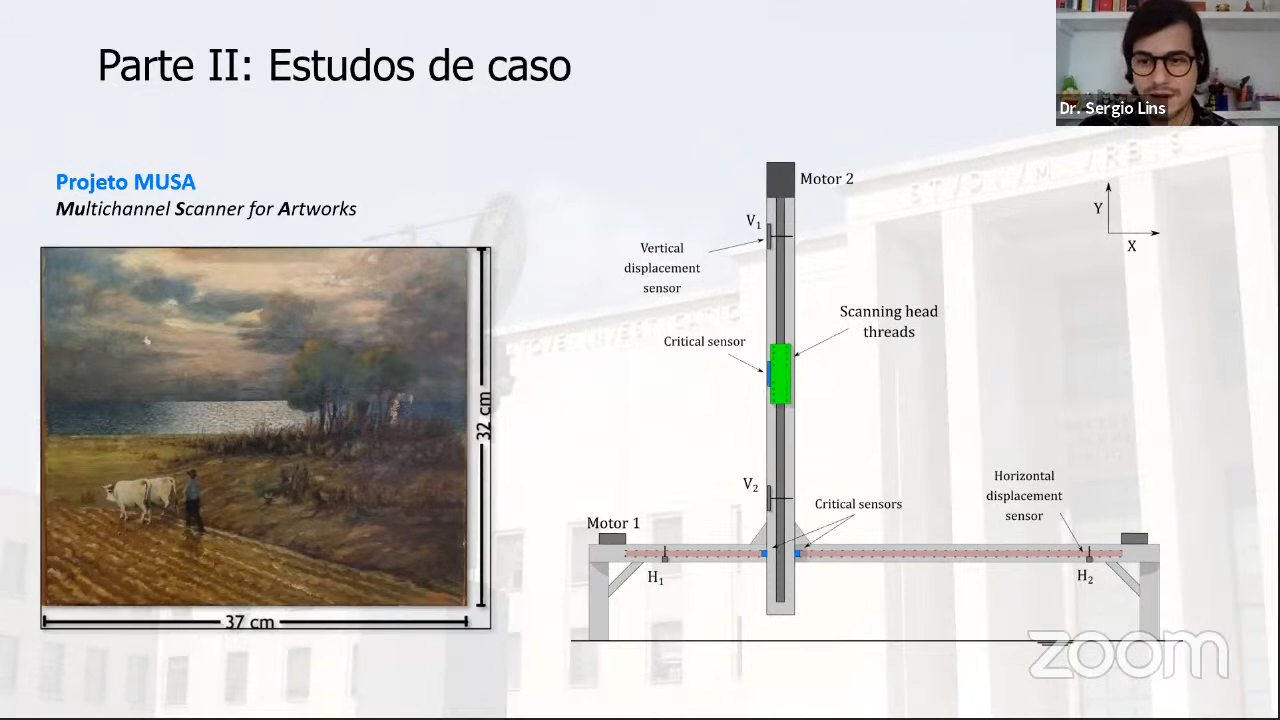 Parte II: Estudos de caso
Dr. Sergio Lins
Projeto MUSA
Multichannel Scanner for Artworks
32 cm
37 cm
Motor 2
V1
Vertical
displacement
sensor
Critical sensor
Scanning head
threads
Y
X
V2
Critical sensors
Horizontal
displacement
sensor
Motor 1
H1
H2
STVDIVM VRBIS
zoom